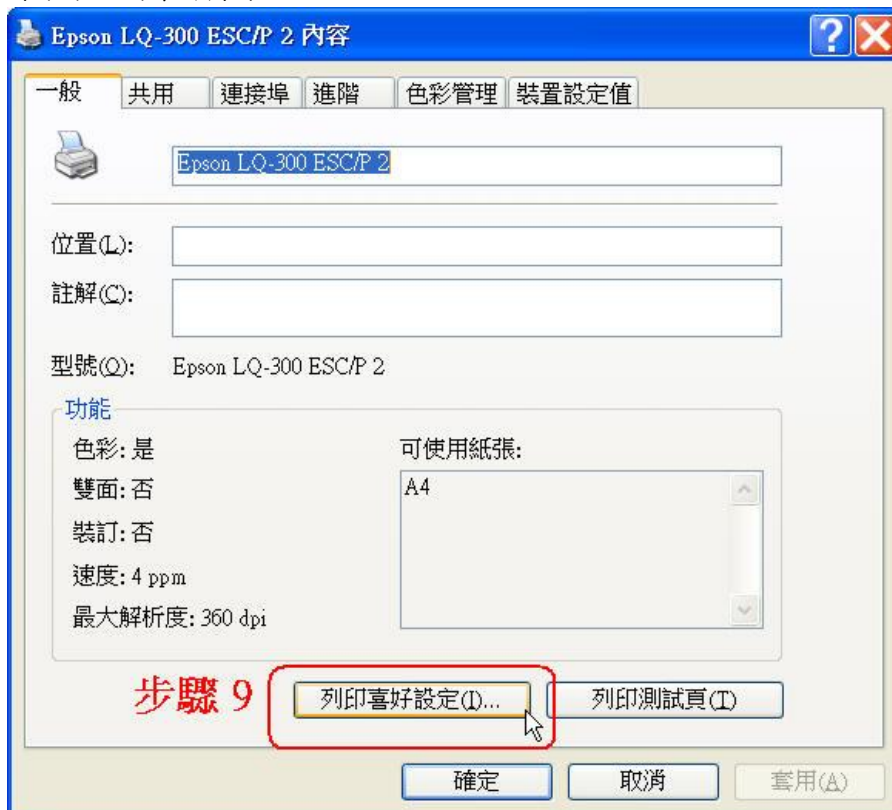 Epson LQ-300 ESC/P 2 內容
一般 共用 連接埠 進階 色彩管理 裝置設定值
Epson LQ-300 ESC/P 2
位置(L):
註解(C):
型號(O): Epson LQ-300 ESC/P 2
功能
色彩: 是 可使用紙張:
雙面: 否 A4
裝訂: 否
速度: 4 ppm
最大解析度: 360 dpi
步驟 9 列印喜好設定(I)... 列印測試頁(T)
確定 取消 套用(A)